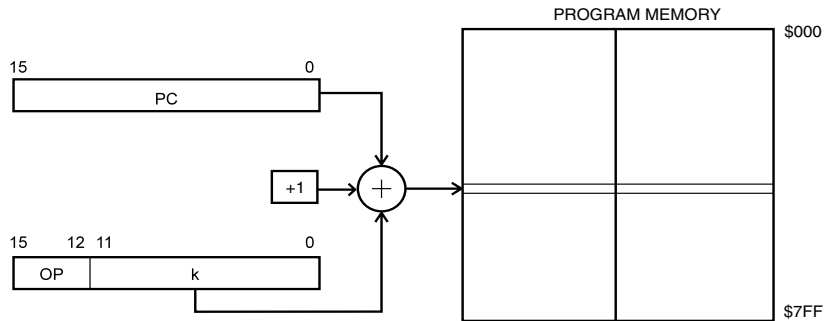 PROGRAM MEMORY
$000
15 0
PC
+1
15 12 11 0
OP k
$7FF